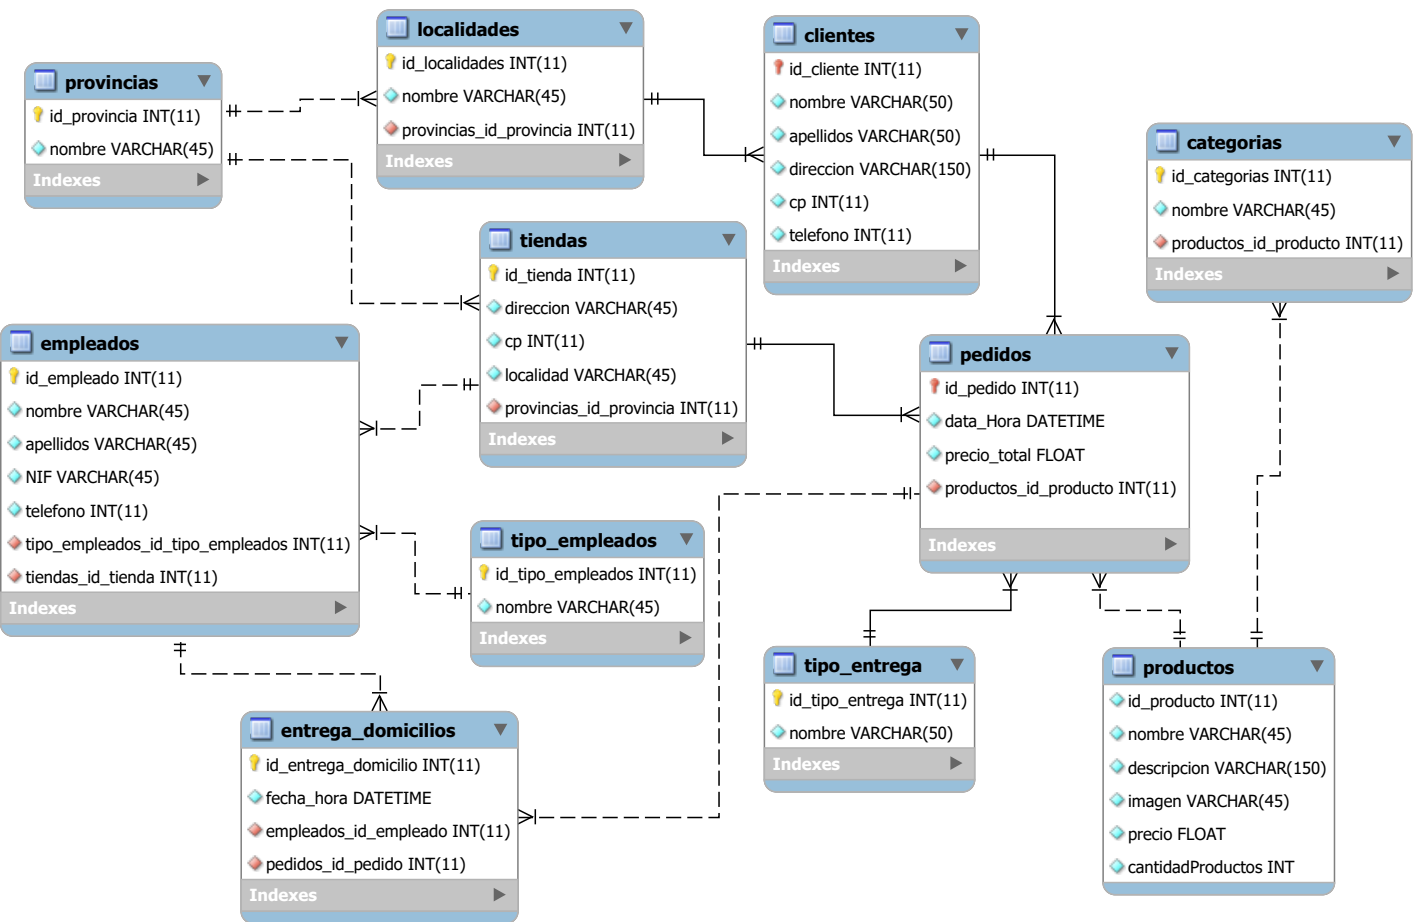 provincias
id_provincia INT(11)
nombre VARCHAR(45)
Indexes
localidades
id_localidades INT(11)
nombre VARCHAR(45)
provincias_id_provincia INT(11)
Indexes
clientes
id_cliente INT(11)
nombre VARCHAR(50)
apellidos VARCHAR(50)
direccion VARCHAR(150)
cp INT(11)
telefono INT(11)
Indexes
categorias
id_categorias INT(11)
nombre VARCHAR(45)
productos_id_producto INT(11)
Indexes
tiendas
id_tienda INT(11)
direccion VARCHAR(45)
cp INT(11)
localidad VARCHAR(45)
provincias_id_provincia INT(11)
Indexes
empleados
id_empleado INT(11)
nombre VARCHAR(45)
apellidos VARCHAR(45)
NIF VARCHAR(45)
telefono INT(11)
tipo_empleados_id_tipo_empleados INT(11)
tiendas_id_tienda INT(11)
Indexes
pedidos
id_pedido INT(11)
data_Hora DATETIME
precio_total FLOAT
productos_id_producto INT(11)
Indexes
tipo_empleados
id_tipo_empleados INT(11)
nombre VARCHAR(45)
Indexes
tipo_entrega
id_tipo_entrega INT(11)
nombre VARCHAR(50)
Indexes
productos
id_producto INT(11)
nombre VARCHAR(45)
descripcion VARCHAR(150)
imagen VARCHAR(45)
precio FLOAT
cantidadProductos INT
entrega_domicilios
id_entrega_domicilio INT(11)
fecha_hora DATETIME
empleados_id_empleado INT(11)
pedidos_id_pedido INT(11)
Indexes